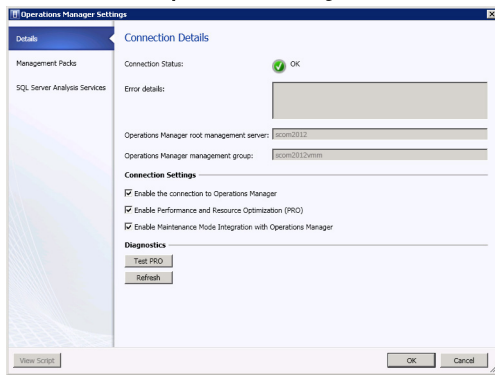 Operations Manager Settings
Details
Management Packs
SQL Server Analysis Services
Connection Details
Connection Status: OK
Error details:
Operations Manager root management server: scom2012
Operations Manager management group: scom2012vmm
Connection Settings
Enable the connection to Operations Manager
Enable Performance and Resource Optimization (PRO)
Enable Maintenance Mode Integration with Operations Manager
Diagnostics
Test PRO
Refresh
View Script
OK
Cancel